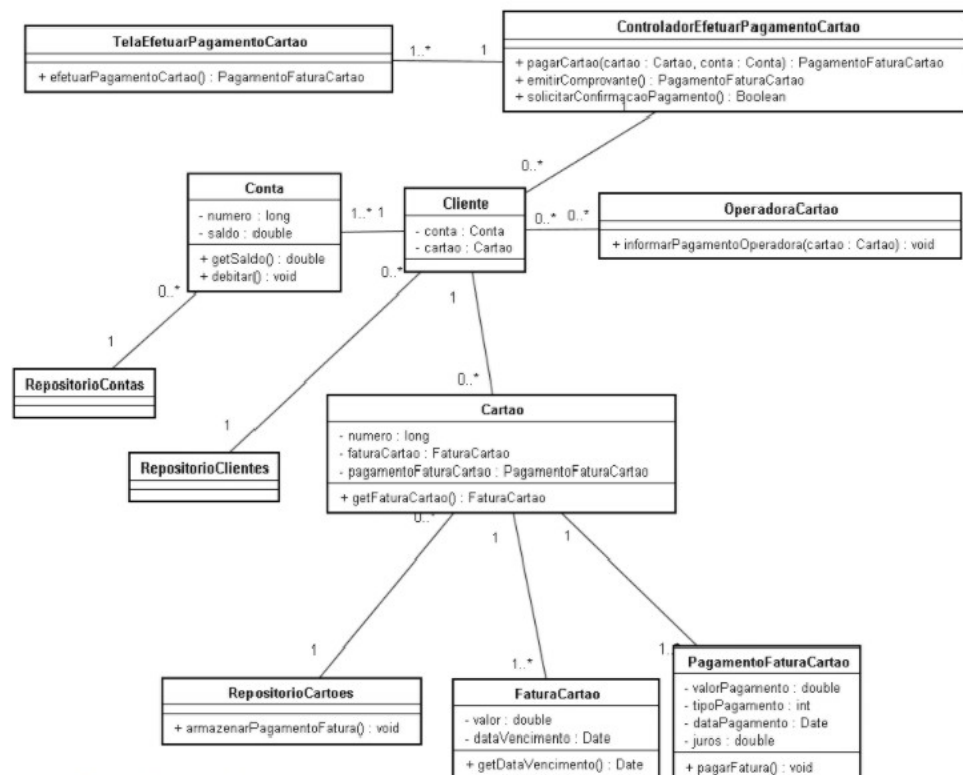 TelaEfetuarPagamentoCartao
+ efetuarPagamentoCartao() : PagamentoFaturaCartao
1..*
1
ControladorEfetuarPagamentoCartao
+ pagarCartao(cartao : Cartao, conta : Conta) : PagamentoFaturaCartao
+ emitirComprovante() : PagamentoFaturaCartao
+ solicitarConfirmacaoPagamento() : Boolean
1
0..*
Conta
- numero : long
- saldo : double
+ getSaldo() : double
+ debitar() : void
1..*
1
Cliente
- conta : Conta
- cartao : Cartao
0..*
0..*
OperadoraCartao
+ informarPagamentoOperadora(cartao : Cartao) : void
0..*
1
RepositorioContas
0..*
1
RepositorioClientes
1
0..*
Cartao
- numero : long
- faturaCartao : FaturaCartao
- pagamentoFaturaCartao : PagamentoFaturaCartao
+ getFaturaCartao() : FaturaCartao
0..*
1
1
1
1..*
1..*
RepositorioCartoes
+ armazenarPagamentoFatura() : void
FaturaCartao
- valor : double
- dataVencimento : Date
+ getDataVencimento() : Date
PagamentoFaturaCartao
- valorPagamento : double
- tipoPagamento : int
- dataPagamento : Date
- juros : double
+ pagarFatura() : void